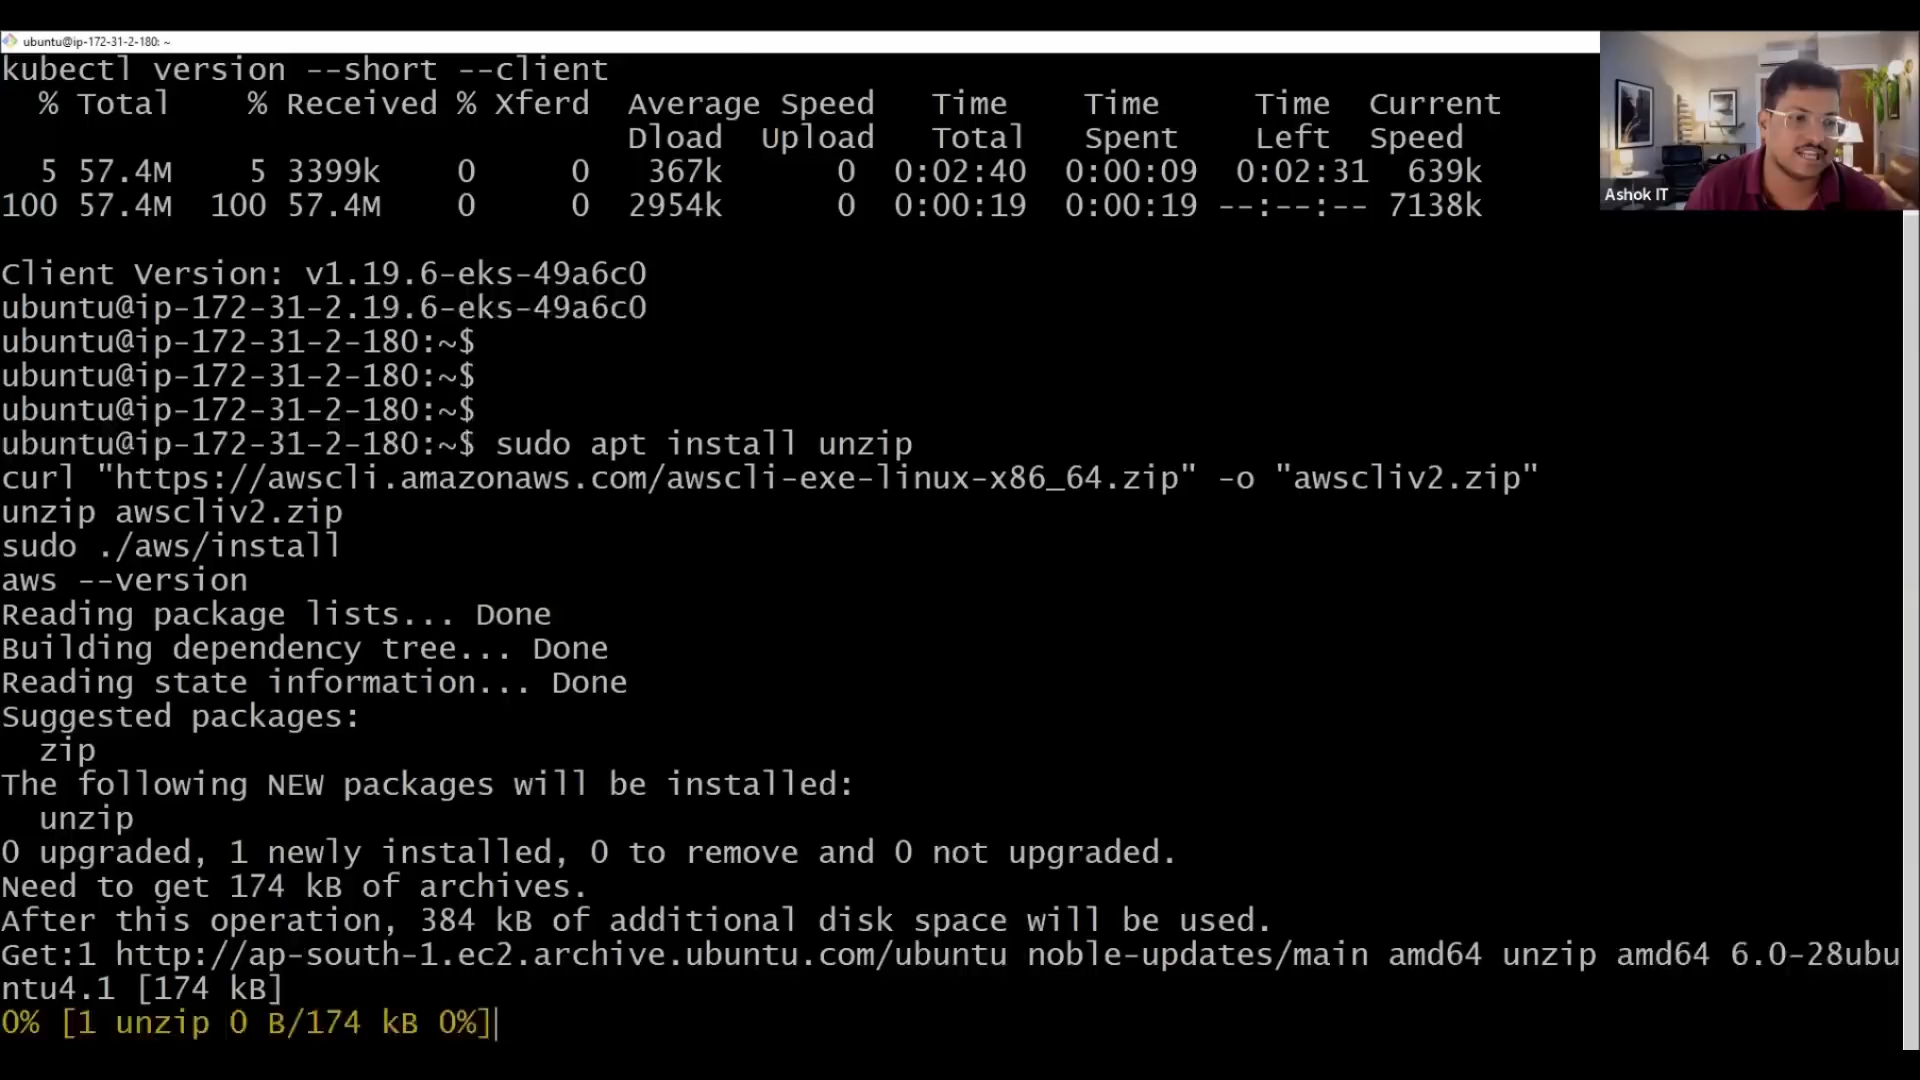 ubuntu@ip-172-31-2-180: ~
kubectl version --short --client
% Total % Received % Xferd Average Speed Time Time Time Current
Dload Upload Total Spent Left Speed
5 57.4M 5 3399k 0 0 367k 0 0:02:40 0:00:09 0:02:31 639k
100 57.4M 100 57.4M 0 0 2954k 0 0:00:19 0:00:19 --:--:-- 7138k
Ashok IT
Client Version: v1.19.6-eks-49a6c0
ubuntu@ip-172-31-2.19.6-eks-49a6c0
ubuntu@ip-172-31-2-180:~$
ubuntu@ip-172-31-2-180:~$
ubuntu@ip-172-31-2-180:~$
ubuntu@ip-172-31-2-180:~$ sudo apt install unzip
curl "https://awscli.amazonaws.com/awscli-exe-linux-x86_64.zip" -o "awscliv2.zip"
unzip awscliv2.zip
sudo ./aws/install
aws --version
Reading package lists... Done
Building dependency tree... Done
Reading state information... Done
Suggested packages:
zip
The following NEW packages will be installed:
unzip
0 upgraded, 1 newly installed, 0 to remove and 0 not upgraded.
Need to get 174 kB of archives.
After this operation, 384 kB of additional disk space will be used.
Get:1 http://ap-south-1.ec2.archive.ubuntu.com/ubuntu noble-updates/main amd64 unzip amd64 6.0-28ubu
ntu4.1 [174 kB]
0% [1 unzip 0 B/174 kB 0%]